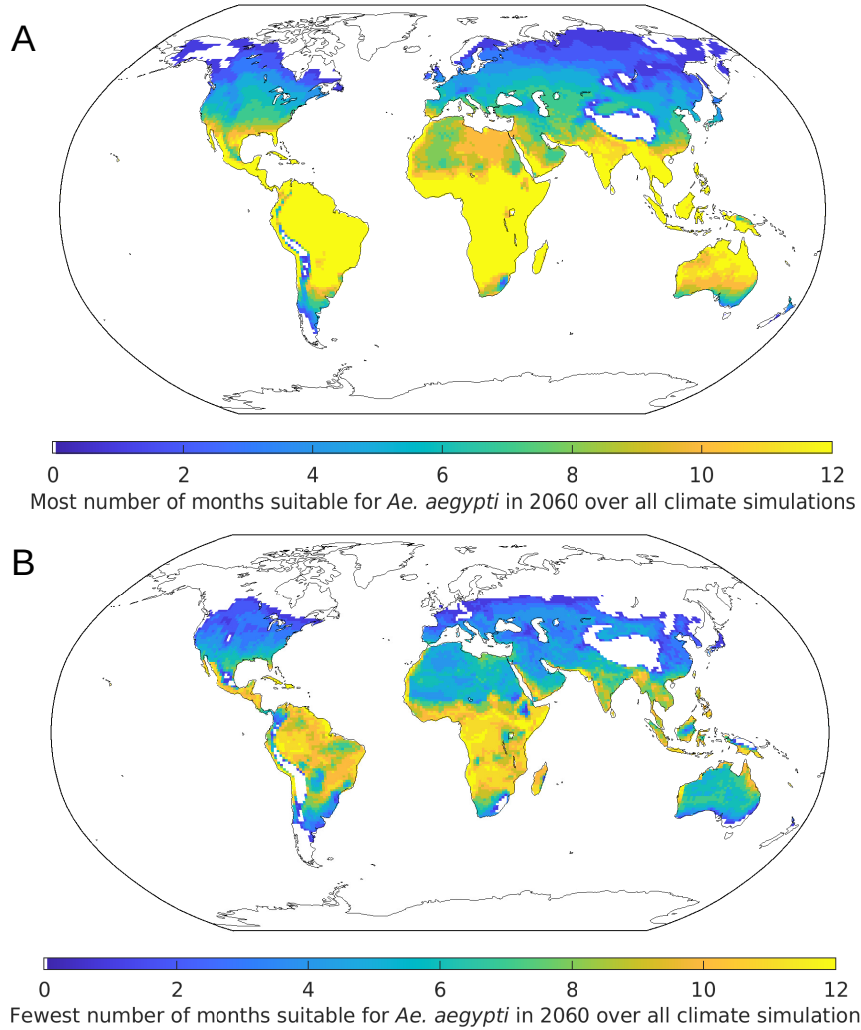 A
0 2 4 6 8 10 12
Most number of months suitable for Ae. aegypti in 2060 over all climate simulations
B
0 2 4 6 8 10 12
Fewest number of months suitable for Ae. aegypti in 2060 over all climate simulation